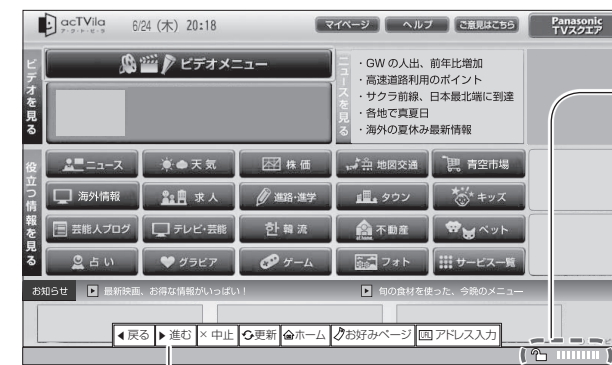 acTVila
ア・ク・ト・ビ・ラ
6/24 (木) 20:18
マイページ
ヘルプ
ご意見はこちら
Panasonic
TVスクエア
ビデオを見る
ビデオメニュー
ニュースを見る
・GW の人出、前年比増加
・高速道路利用のポイント
・サクラ前線、日本最北端に到達
・各地で真夏日
・海外の夏休み最新情報
役立つ情報を見る
ニュース
天気
株価
地図交通
青空市場
海外情報
求人
進路・進学
タウン
キッズ
芸能人ブログ
テレビ・芸能
한 韓流
不動産
ペット
占い
グラビア
ゲーム
フォト
サービス一覧
お知らせ
最新映画、お得な情報がいっぱい！
旬の食材を使った、今晩のメニュー
戻る
進む
中止
更新
ホーム
お好みページ
URL アドレス入力